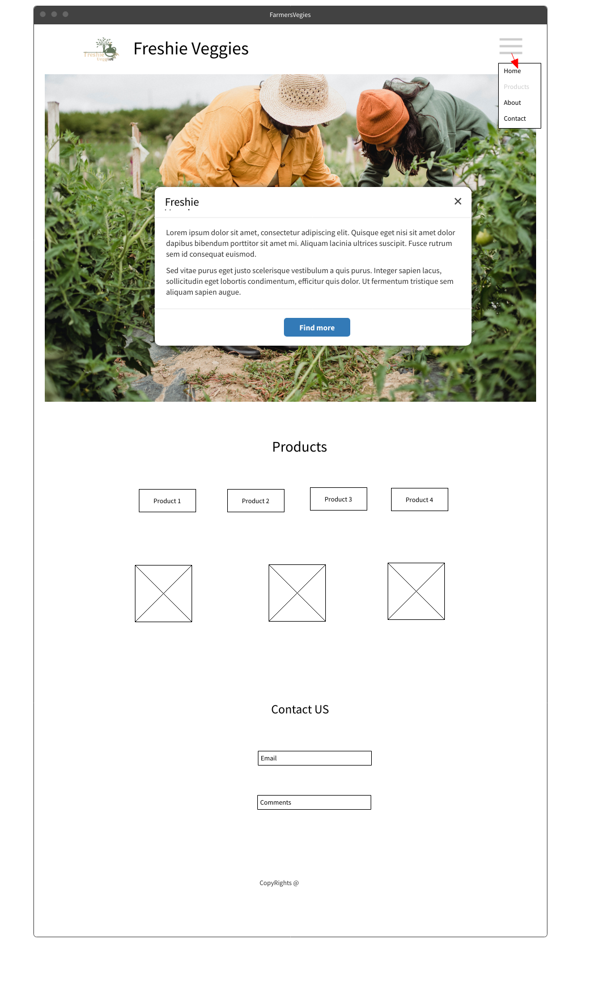 FarmersVegies
Freshie
Veggies
Freshie Veggies
Home
Products
About
Contact
Freshie
Lorem ipsum dolor sit amet, consectetur adipiscing elit. Quisque eget nisi sit amet dolor
dapibus bibendum porttitor sit amet mi. Aliquam lacinia ultrices suscipit. Fusce rutrum
sem id consequat euismod.
Sed vitae purus eget justo scelerisque vestibulum a quis purus. Integer sapien lacus,
sollicitudin eget lobortis condimentum, efficitur quis dolor. Ut fermentum tristique sem
aliquam sapien augue.
Find more
Products
Product 1
Product 2
Product 3
Product 4
Contact US
Email
Comments
CopyRights @